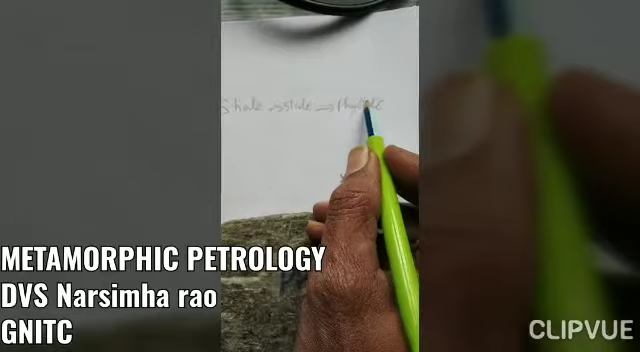 Shale → slate → Phyllite
METAMORPHIC PETROLOGY
DVS Narsimha rao
GNITC
CLIPVUE